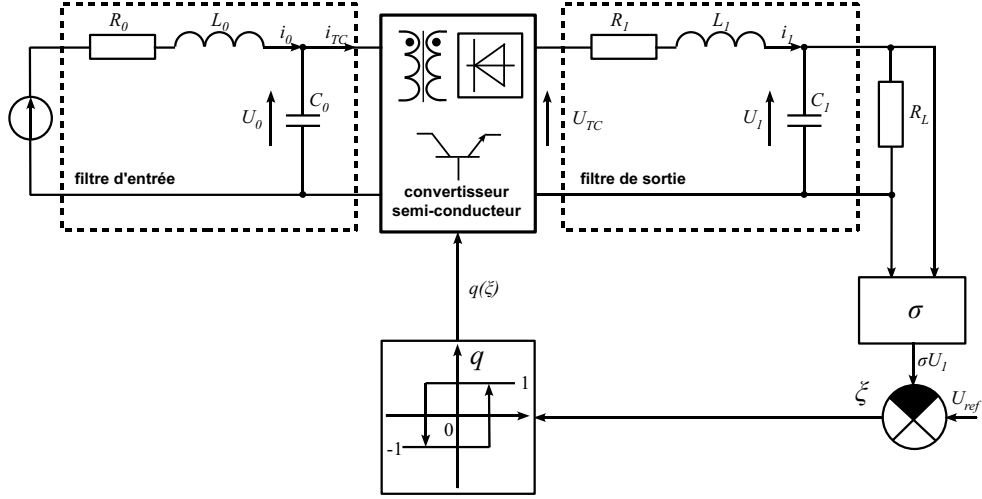 R0 L0 i0 iTC
R1 L1 i1
U0 C0
UTC
U1 C1 RL
filtre d'entrée
filtre de sortie
convertisseur
semi-conducteur
q(ξ)
σ
σU1
q
1
0
-1
ξ
Uref